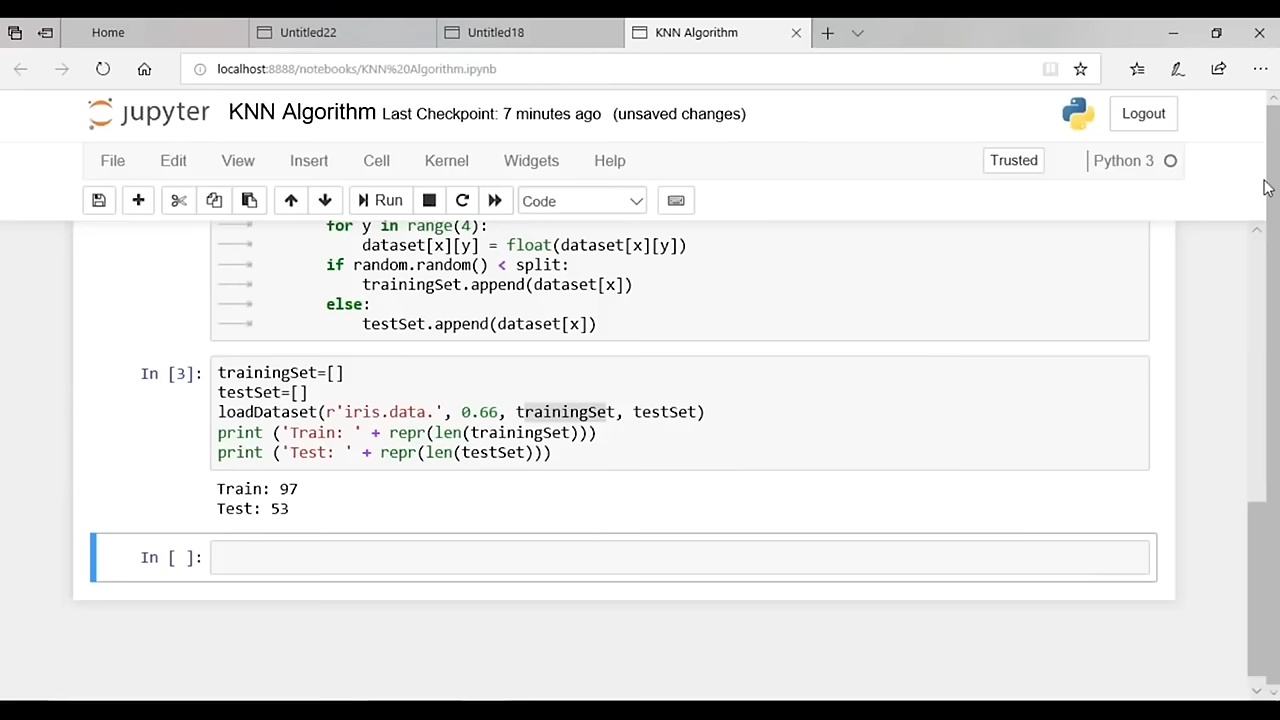 Home
Untitled22
Untitled18
KNN Algorithm
localhost:8888/notebooks/KNN%20Algorithm.ipynb
jupyter KNN Algorithm Last Checkpoint: 7 minutes ago (unsaved changes)
Logout
File Edit View Insert Cell Kernel Widgets Help
Trusted
Python 3
Run
Code
for y in range(4):
dataset[x][y] = float(dataset[x][y])
if random.random() < split:
trainingSet.append(dataset[x])
else:
testSet.append(dataset[x])
In [3]: trainingSet=[]
testSet=[]
loadDataset(r'iris.data.', 0.66, trainingSet, testSet)
print ('Train: ' + repr(len(trainingSet)))
print ('Test: ' + repr(len(testSet)))
Train: 97
Test: 53
In [ ]: